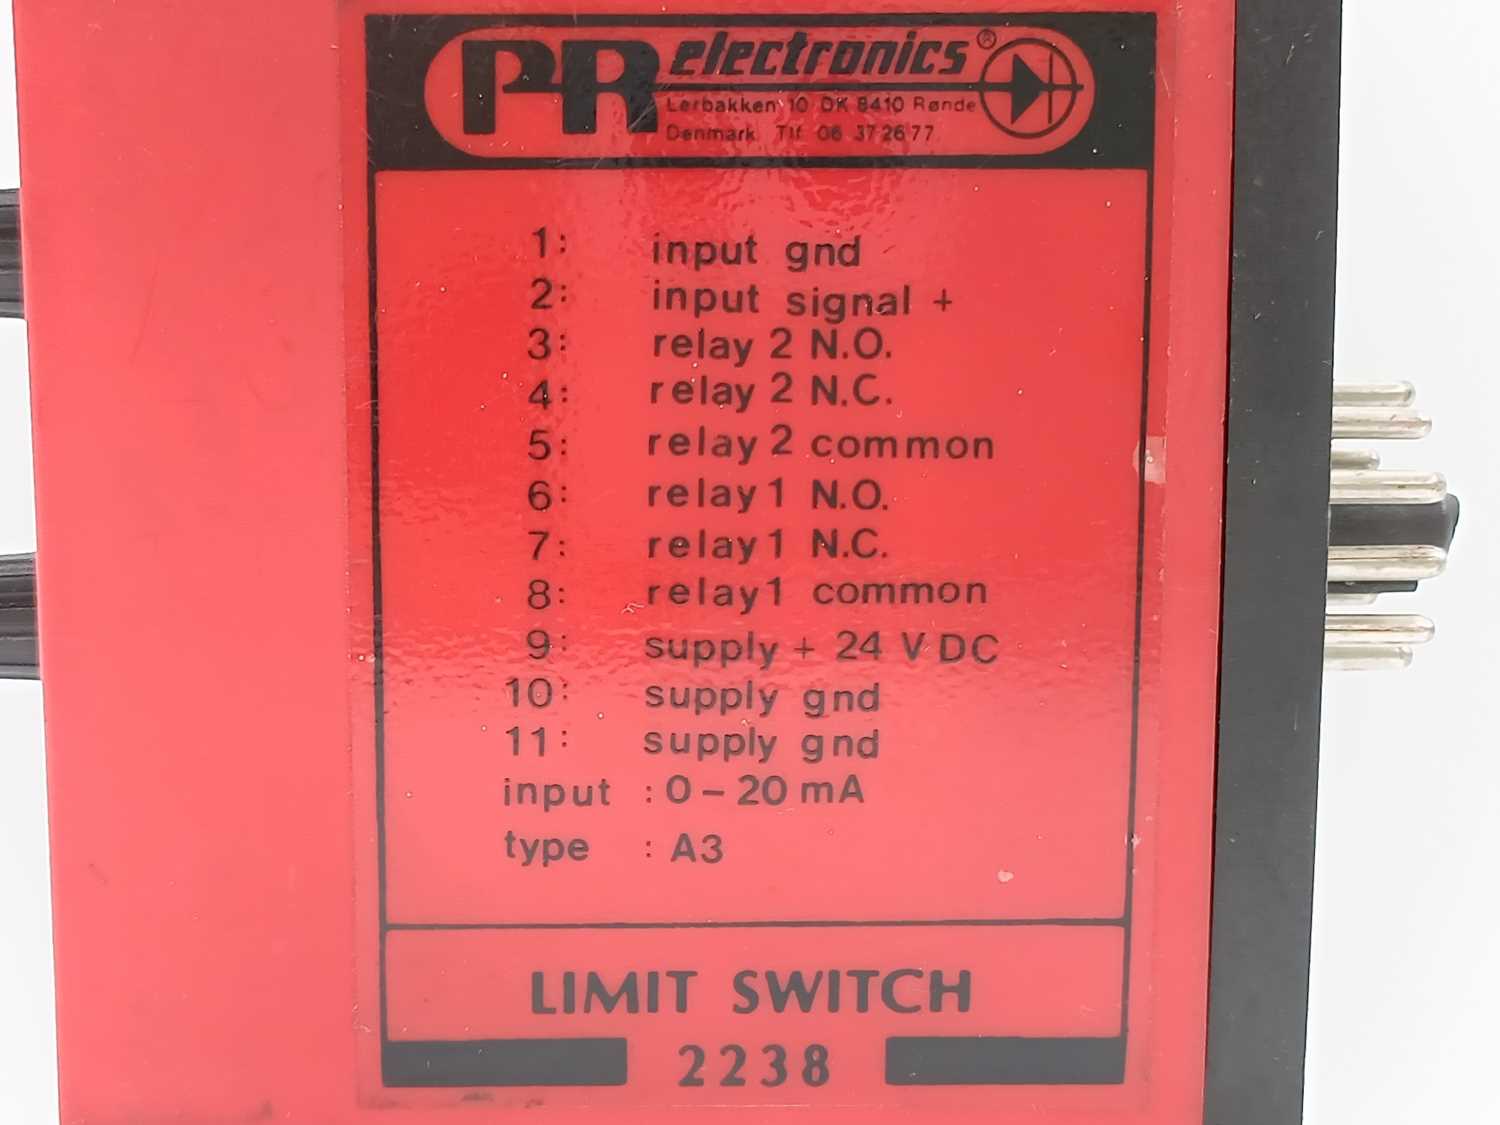 PR electronics ®
Lerbakken 10 DK 8410 Rønde
Denmark Tlf 06 37 26 77
1: input gnd
2: input signal +
3: relay 2 N.O.
4: relay 2 N.C.
5: relay 2 common
6: relay 1 N.O.
7: relay 1 N.C.
8: relay 1 common
9: supply + 24 V DC
10: supply gnd
11: supply gnd
input : 0 - 20 mA
type : A3
LIMIT SWITCH
2238